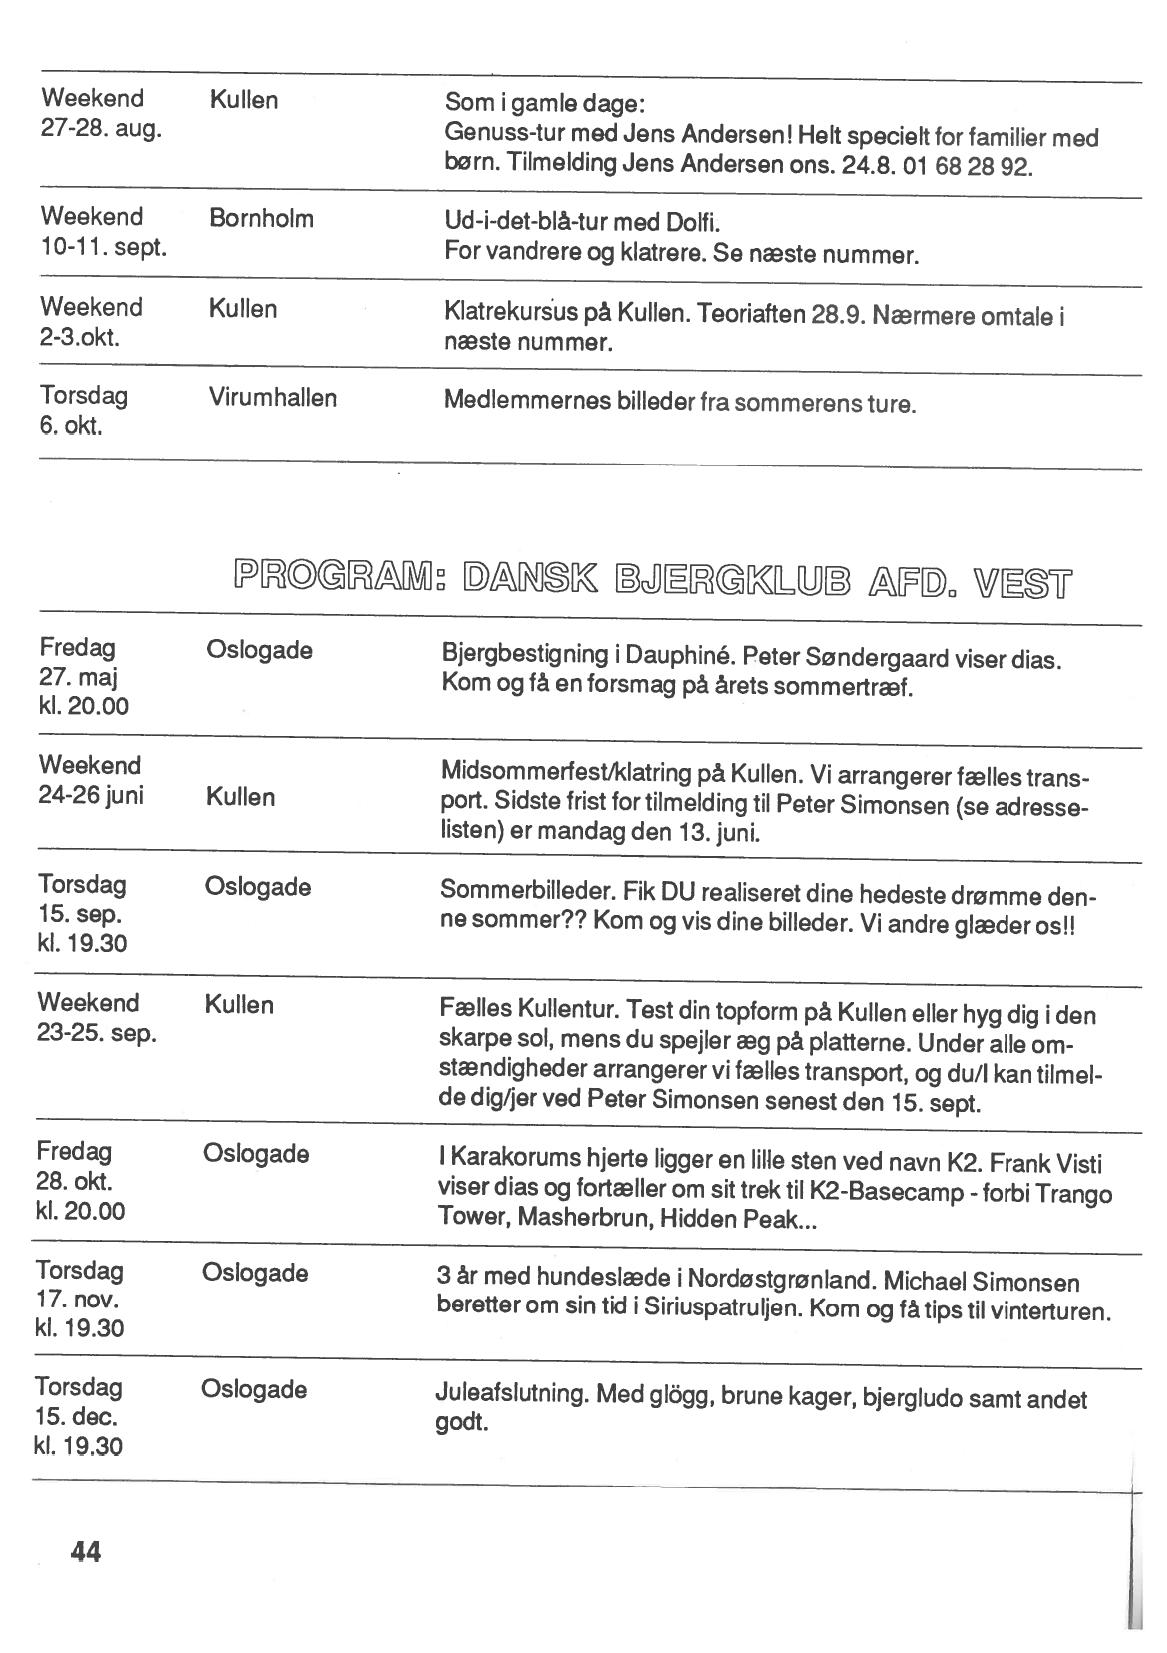 Weekend Kullen Som i gamle dage:
27-28. aug. Genuss-tur med Jens Andersen! Helt specielt for familier med
børn. Tilmelding Jens Andersen ons. 24.8. 01 68 28 92.
Weekend Bornholm Ud-i-det-blå-tur med Dolfi.
10-11. sept. For vandrere og klatrere. Se næste nummer.
Weekend Kullen Klatrekursus på Kullen. Teoriaften 28.9. Nærmere omtale i
2-3.okt. næste nummer.
Torsdag Virumhallen Medlemmernes billeder fra sommerens ture.
6. okt.
PROGRAM: DANSK BJERGKLUB AFD. VEST
Fredag Oslogade Bjergbestigning i Dauphiné. Peter Søndergaard viser dias.
27. maj Kom og få en forsmag på årets sommertræf.
kl. 20.00
Weekend Midsommerfest/klatring på Kullen. Vi arrangerer fælles trans-
24-26 juni Kullen port. Sidste frist for tilmelding til Peter Simonsen (se adresse-
listen) er mandag den 13. juni.
Torsdag Oslogade Sommerbilleder. Fik DU realiseret dine hedeste drømme den-
15. sep. ne sommer?? Kom og vis dine billeder. Vi andre glæder os!!
kl. 19.30
Weekend Kullen Fælles Kullentur. Test din topform på Kullen eller hyg dig i den
23-25. sep. skarpe sol, mens du spejler æg på platterne. Under alle om-
stændigheder arrangerer vi fælles transport, og du/I kan tilmel-
de dig/jer ved Peter Simonsen senest den 15. sept.
Fredag Oslogade I Karakorums hjerte ligger en lille sten ved navn K2. Frank Visti
28. okt. viser dias og fortæller om sit trek til K2-Basecamp - forbi Trango
kl. 20.00 Tower, Masherbrun, Hidden Peak...
Torsdag Oslogade 3 år med hundeslæde i Nordøstgrønland. Michael Simonsen
17. nov. beretter om sin tid i Siriuspatruljen. Kom og få tips til vinterturen.
kl. 19.30
Torsdag Oslogade Juleafslutning. Med glögg, brune kager, bjergludo samt andet
15. dec. godt.
kl. 19.30
44